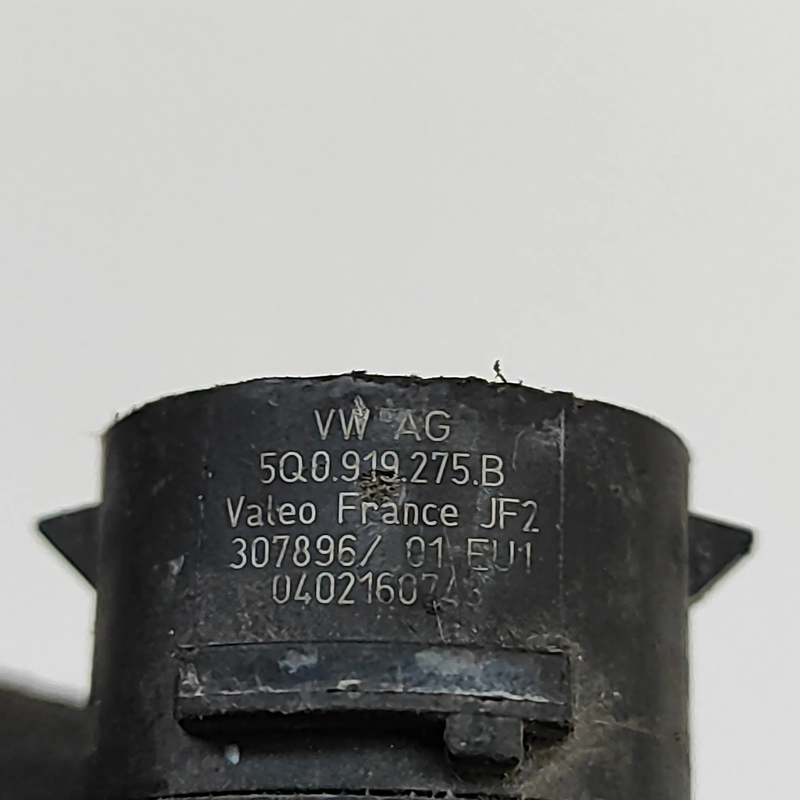 VW AG
5Q0.919.275.B
Valeo France JF2
307896/ 01 EU1
0402160743